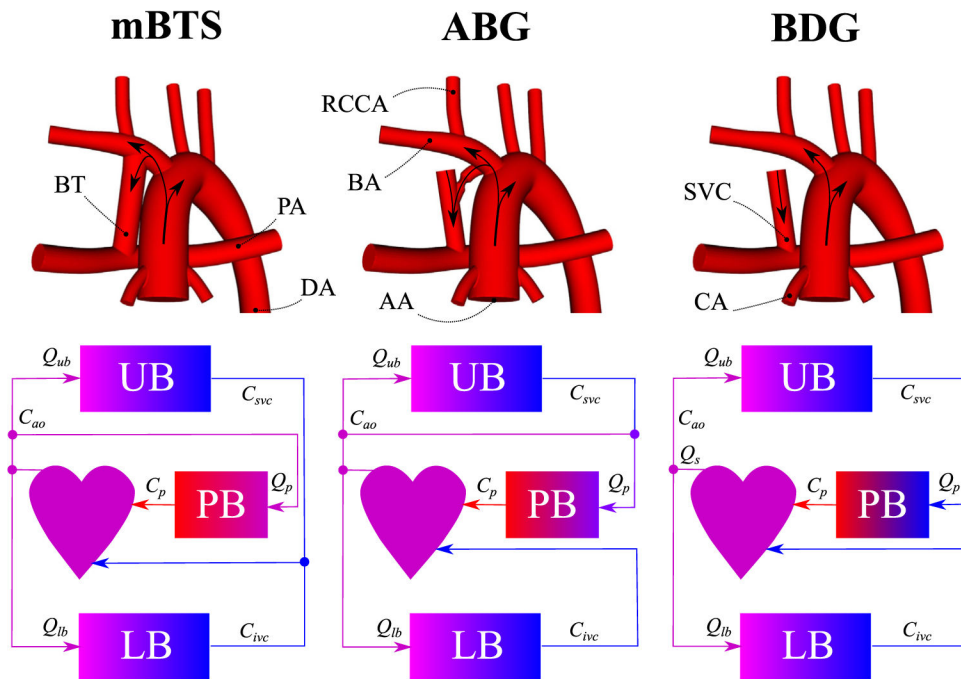 mBTS
ABG
BDG
RCCA
BA
BT
PA
DA
AA
SVC
CA
Qub
UB
Csvc
Cao
Cp
Qp
PB
Qlb
LB
Civc
Qub
UB
Csvc
Cao
Cp
Qp
PB
Qlb
LB
Civc
Qub
UB
Csvc
Cao
Qs
Cp
Qp
PB
Qlb
LB
Civc